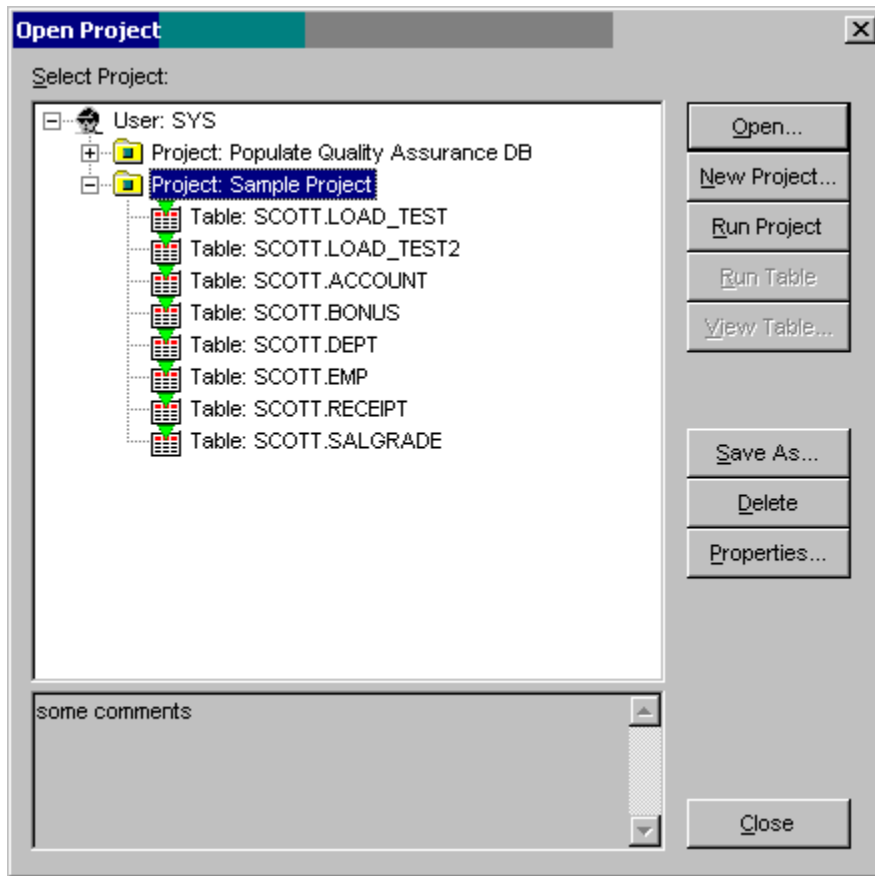 Open Project
Select Project:
User: SYS
Project: Populate Quality Assurance DB
Project: Sample Project
Table: SCOTT.LOAD_TEST
Table: SCOTT.LOAD_TEST2
Table: SCOTT.ACCOUNT
Table: SCOTT.BONUS
Table: SCOTT.DEPT
Table: SCOTT.EMP
Table: SCOTT.RECEIPT
Table: SCOTT.SALGRADE
Open...
New Project...
Run Project
Run Table
View Table...
Save As...
Delete
Properties...
some comments
Close